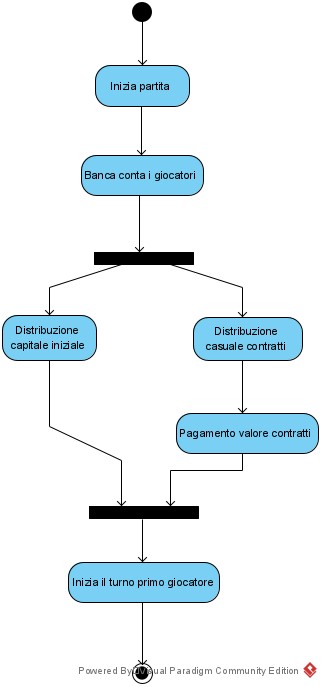 Inizia partita
Banca conta i giocatori
Distribuzione
capitale iniziale
Distribuzione
casuale contratti
Pagamento valore contratti
Inizia il turno primo giocatore
Powered By Visual Paradigm Community Edition